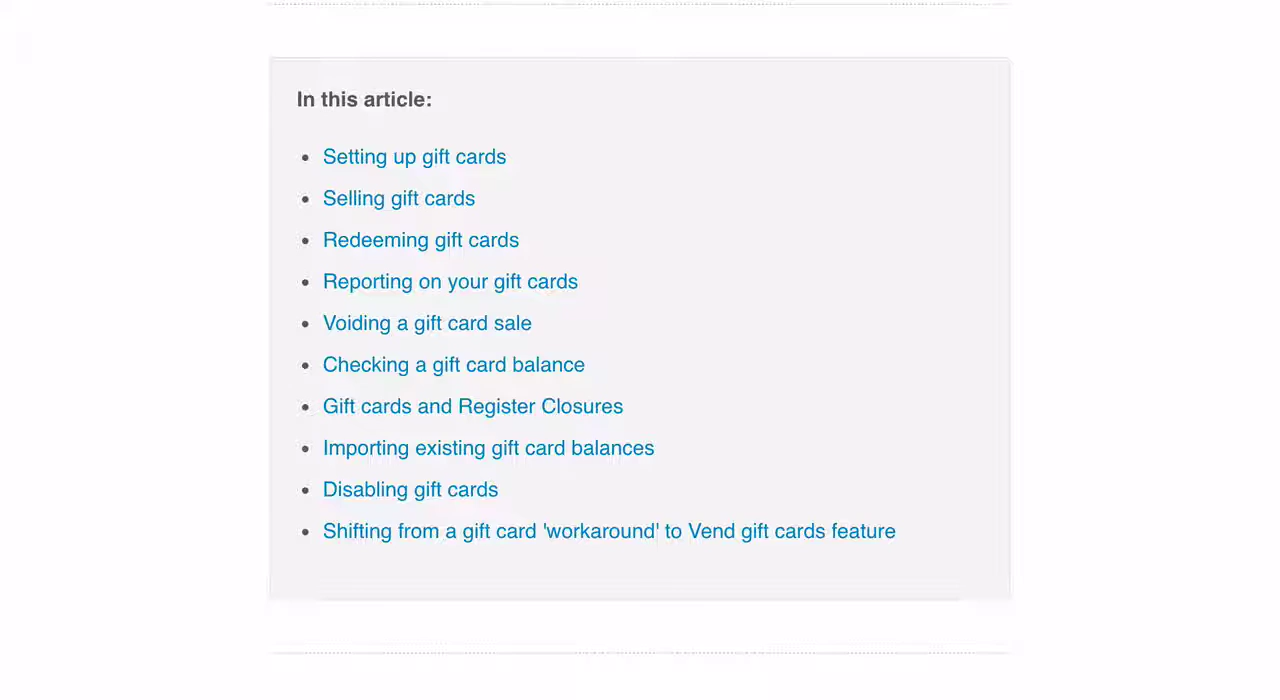 In this article:
Setting up gift cards
Selling gift cards
Redeeming gift cards
Reporting on your gift cards
Voiding a gift card sale
Checking a gift card balance
Gift cards and Register Closures
Importing existing gift card balances
Disabling gift cards
Shifting from a gift card 'workaround' to Vend gift cards feature